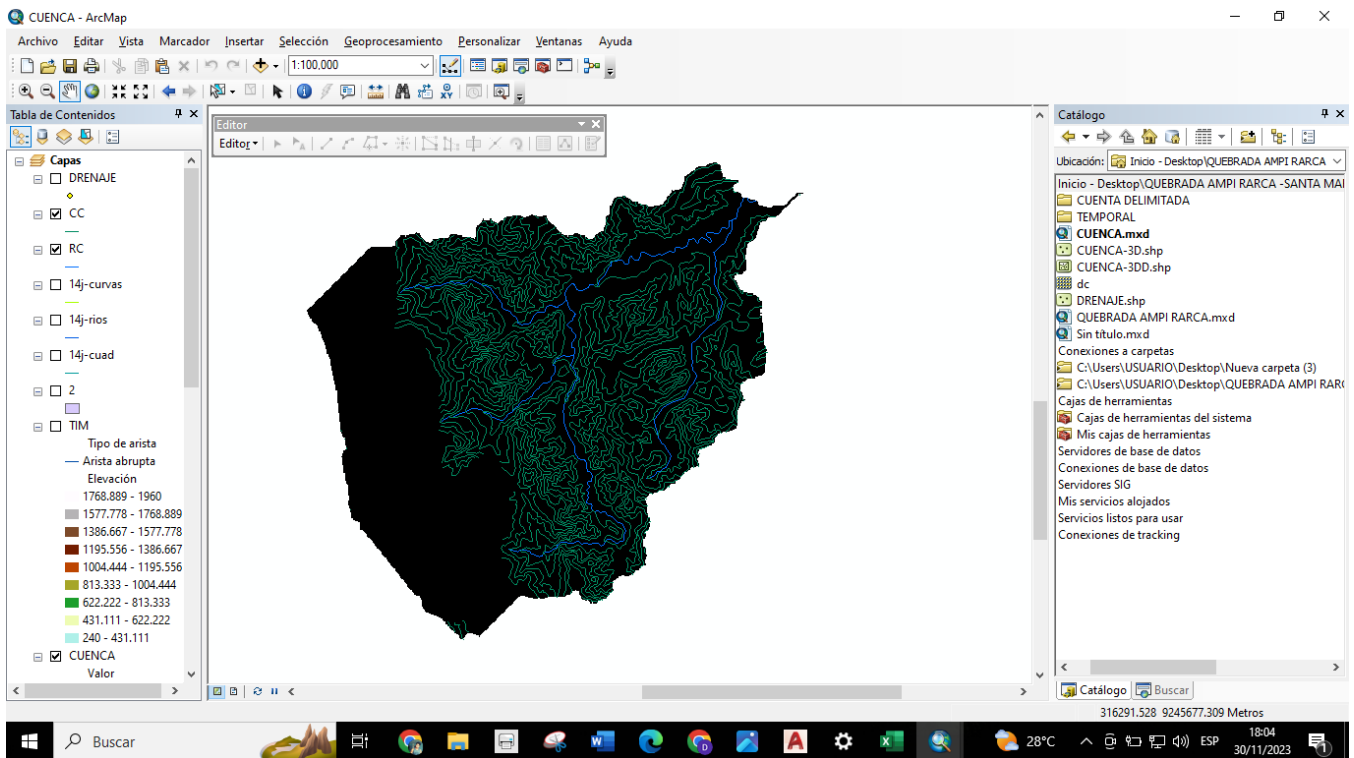 CUENCA - ArcMap
Archivo Editar Vista Marcador Insertar Selección Geoprocesamiento Personalizar Ventanas Ayuda
1:100,000
Tabla de Contenidos
Capas
DRENAJE
CC
RC
14j-curvas
14j-rios
14j-cuad
2
TIM
Tipo de arista
Arista abrupta
Elevación
1768.889 - 1960
1577.778 - 1768.889
1386.667 - 1577.778
1195.556 - 1386.667
1004.444 - 1195.556
813.333 - 1004.444
622.222 - 813.333
431.111 - 622.222
240 - 431.111
CUENCA
Valor
Editor
Editor
Catálogo
Ubicación: Inicio - Desktop\QUEBRADA AMPI RARCA
Inicio - Desktop\QUEBRADA AMPI RARCA -SANTA MAI
CUENTA DELIMITADA
TEMPORAL
CUENCA.mxd
CUENCA-3D.shp
CUENCA-3DD.shp
dc
DRENAJE.shp
QUEBRADA AMPI RARCA.mxd
Sin título.mxd
Conexiones a carpetas
C:\Users\USUARIO\Desktop\Nueva carpeta (3)
C:\Users\USUARIO\Desktop\QUEBRADA AMPI RAR
Cajas de herramientas
Cajas de herramientas del sistema
Mis cajas de herramientas
Servidores de base de datos
Conexiones de base de datos
Servidores SIG
Mis servicios alojados
Servicios listos para usar
Conexiones de tracking
Catálogo Buscar
316291.528 9245677.309 Metros
Buscar
28°C
ESP
18:04
30/11/2023